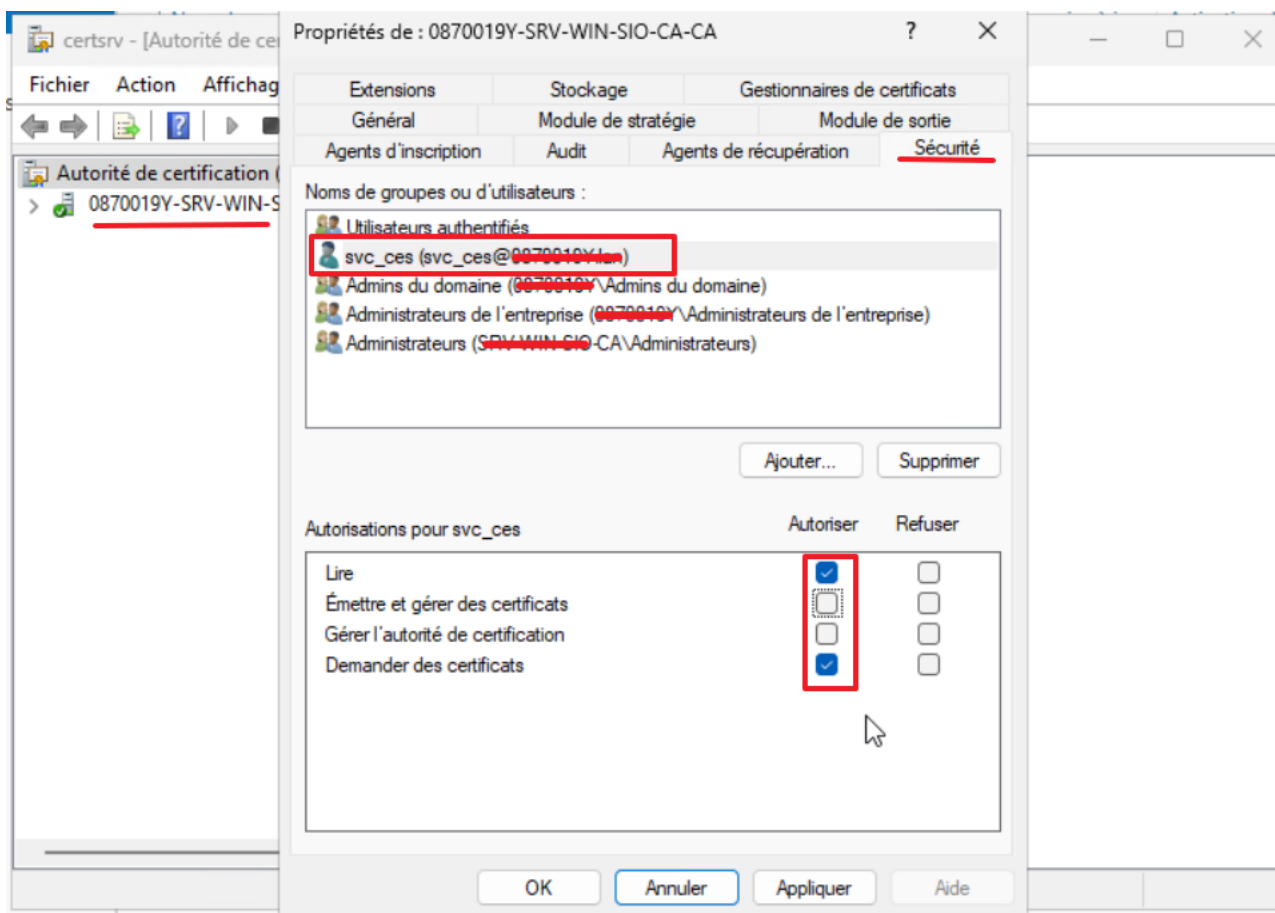 certsrv - [Autorité de cer
Propriétés de : 0870019Y-SRV-WIN-SIO-CA-CA
?
Fichier Action Affichag
Extensions Stockage Gestionnaires de certificats
Général Module de stratégie Module de sortie
Agents d'inscription Audit Agents de récupération Sécurité
Autorité de certification (
0870019Y-SRV-WIN-S
Noms de groupes ou d'utilisateurs :
Utilisateurs authentifiés
svc_ces (svc_ces@ )
Admins du domaine ( \Admins du domaine)
Administrateurs de l'entreprise ( \Administrateurs de l'entreprise)
Administrateurs ( -CA\Administrateurs)
Ajouter... Supprimer
Autorisations pour svc_ces Autoriser Refuser
Lire
Émettre et gérer des certificats
Gérer l'autorité de certification
Demander des certificats
OK Annuler Appliquer Aide